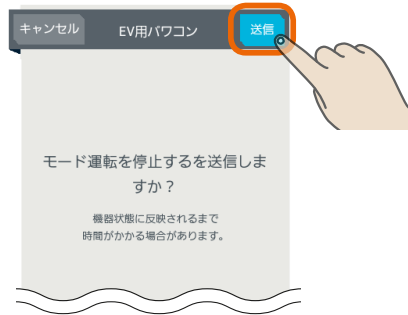 キャンセル EV用パワコン 送信
モード運転を停止するを送信しま
すか？
機器状態に反映されるまで
時間がかかる場合があります。